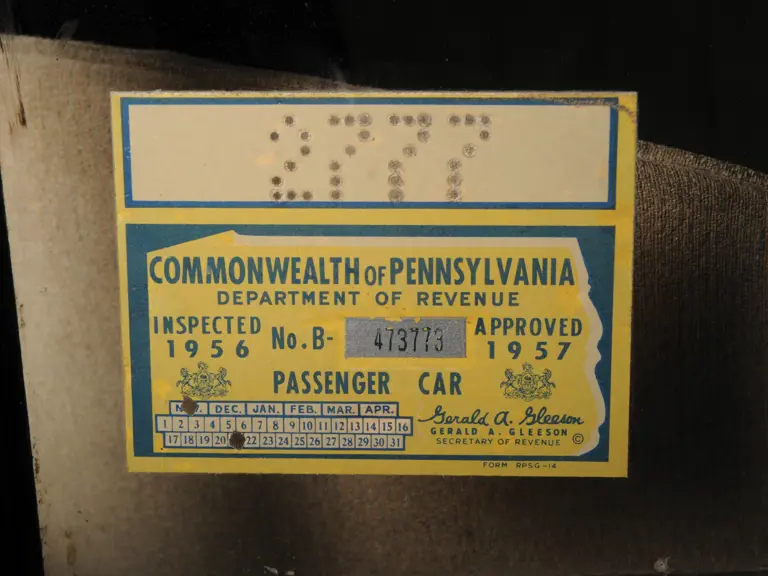 2777
COMMONWEALTH OF PENNSYLVANIA
DEPARTMENT OF REVENUE
INSPECTED 1956 No. B- 473773 APPROVED 1957
PASSENGER CAR
DEC. JAN. FEB. MAR. APR.
1 2 3 4 5 6 7 8 9 10 11 12 13 14 15 16
17 18 19 20 22 23 24 25 26 27 28 29 30 31
Gerald A. Gleeson
GERALD A. GLEESON
SECRETARY OF REVENUE ©
FORM RPSG-14